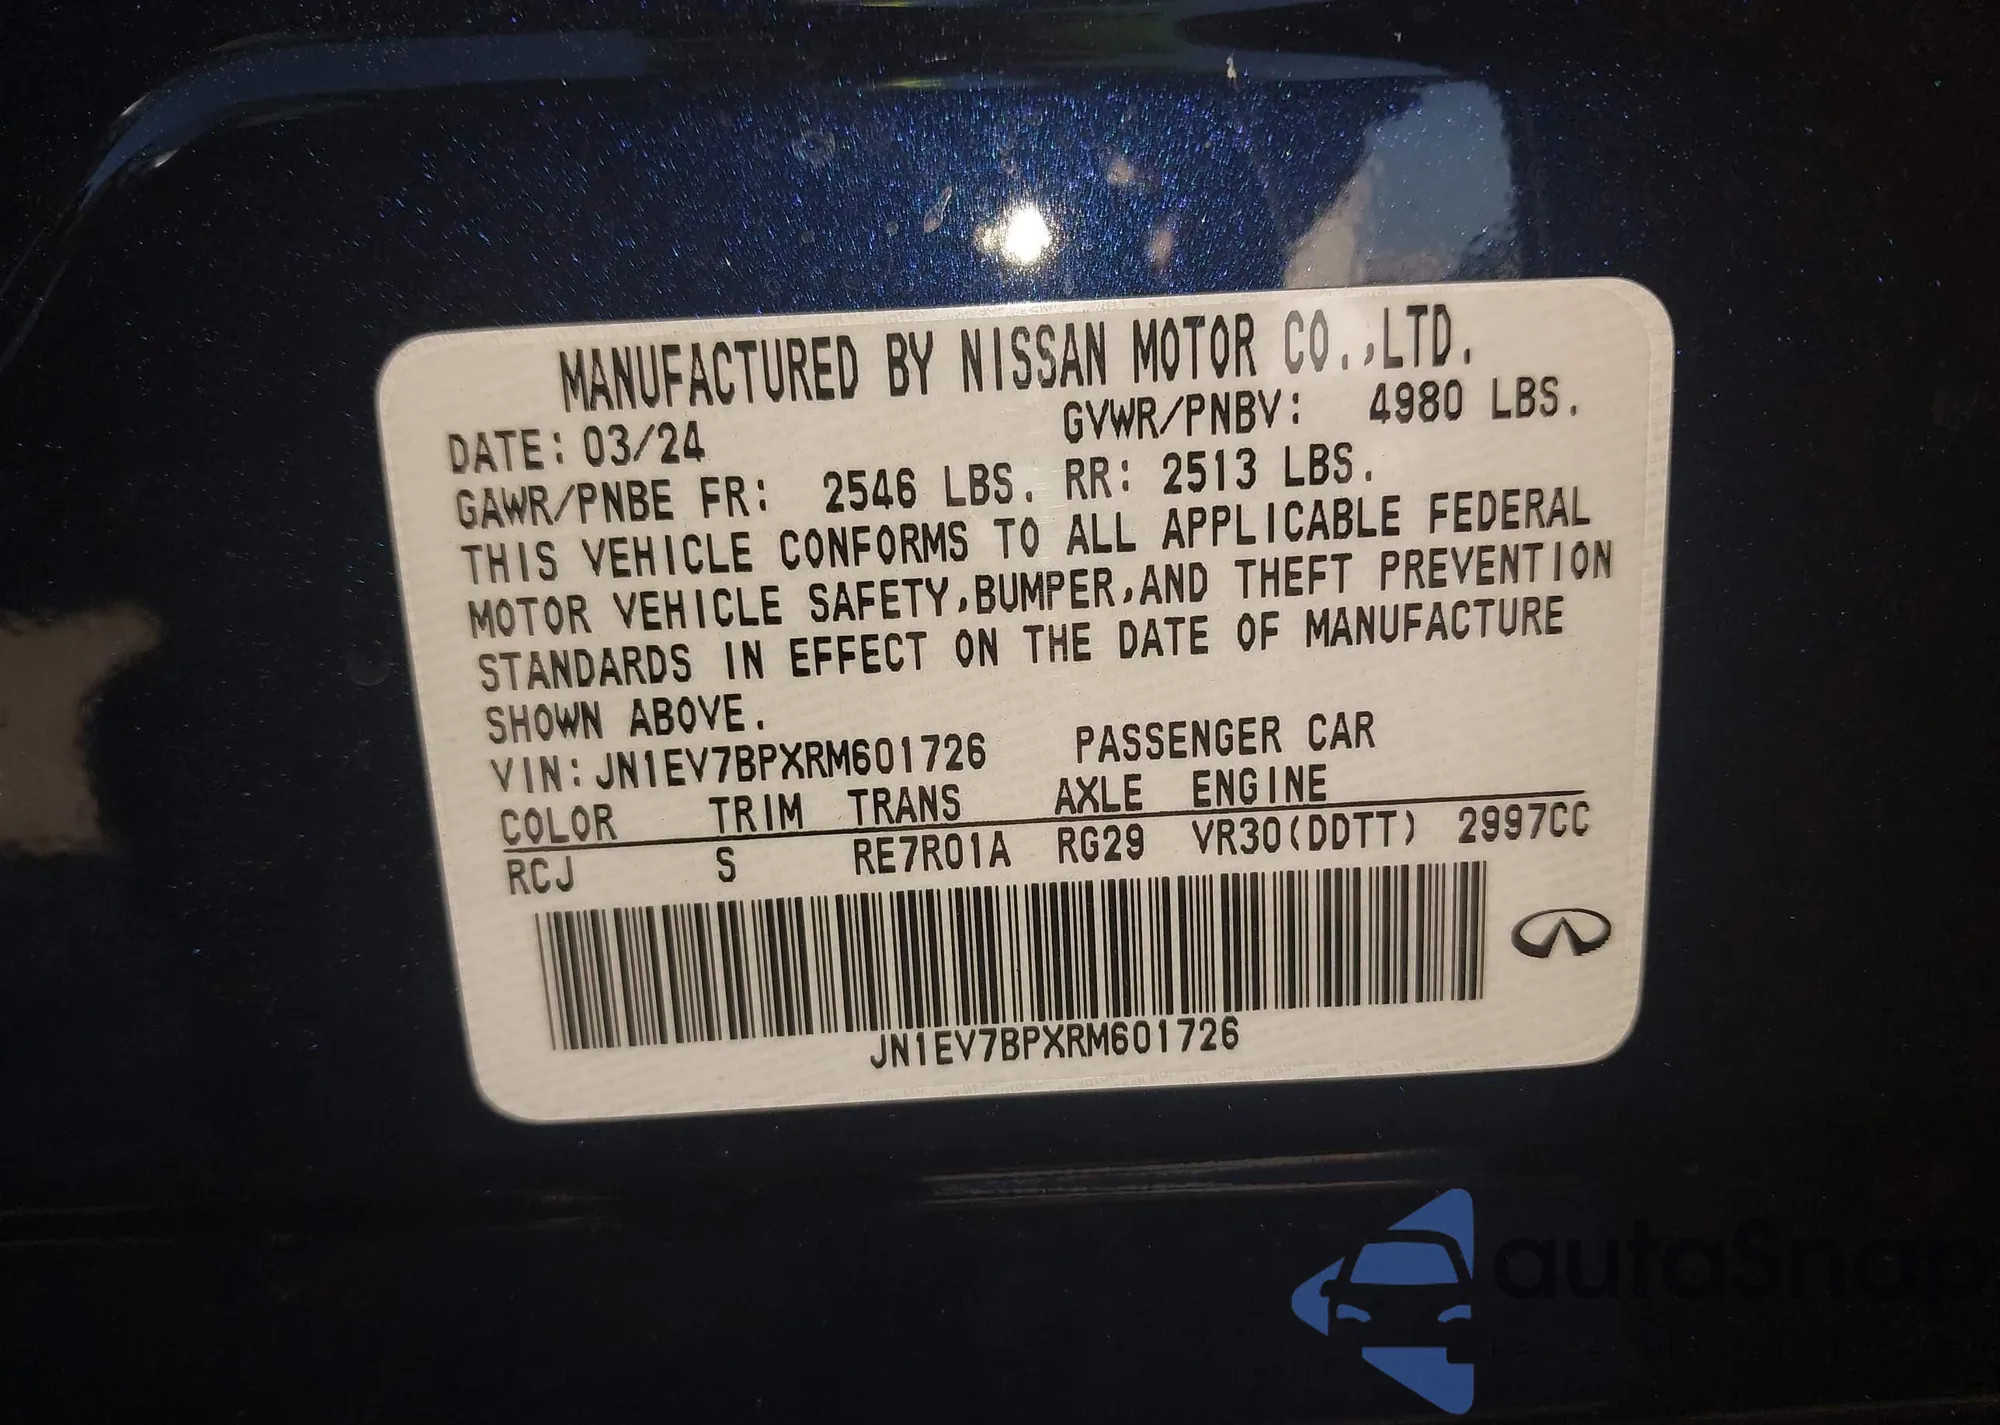 MANUFACTURED BY NISSAN MOTOR CO.,LTD.
DATE: 03/24 GVWR/PNBV: 4980 LBS.
GAWR/PNBE FR: 2546 LBS. RR: 2513 LBS.
THIS VEHICLE CONFORMS TO ALL APPLICABLE FEDERAL
MOTOR VEHICLE SAFETY,BUMPER,AND THEFT PREVENTION
STANDARDS IN EFFECT ON THE DATE OF MANUFACTURE
SHOWN ABOVE.
VIN: JN1EV7BPXRM601726 PASSENGER CAR
COLOR TRIM TRANS AXLE ENGINE
RCJ S RE7R01A RG29 VR30(DDTT) 2997CC
JN1EV7BPXRM601726
autoSnap